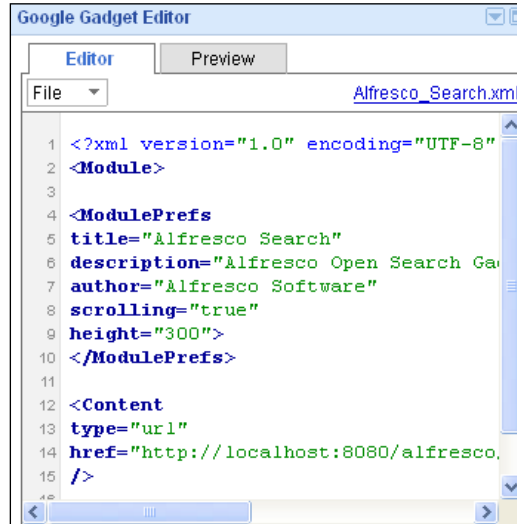 Google Gadget Editor
Editor Preview
File Alfresco_Search.xml
1 <?xml version="1.0" encoding="UTF-8"
2 <Module>
3
4 <ModulePrefs
5 title="Alfresco Search"
6 description="Alfresco Open Search
7 author="Alfresco Software"
8 scrolling="true"
9 height="300">
10 </ModulePrefs>
11
12 <Content
13 type="url"
14 href="http://localhost:8080/alfresco
15 />